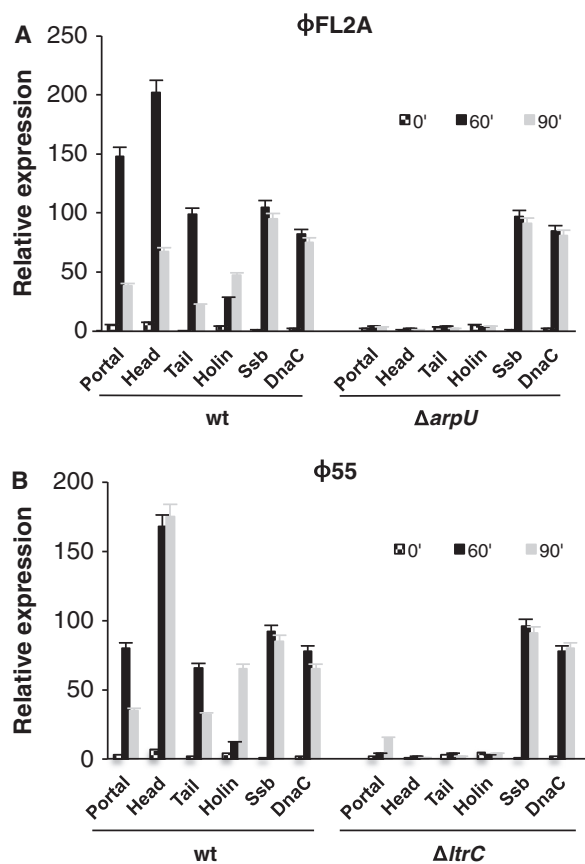 A
ϕFL2A
250
200
150
100
50
0
Relative expression
0' 60' 90'
Portal Head Tail Holin Ssb DnaC Portal Head Tail Holin Ssb DnaC
wt ΔarpU
B
ϕ55
200
150
100
50
0
Relative expression
0' 60' 90'
Portal Head Tail Holin Ssb DnaC Portal Head Tail Holin Ssb DnaC
wt ΔltrC